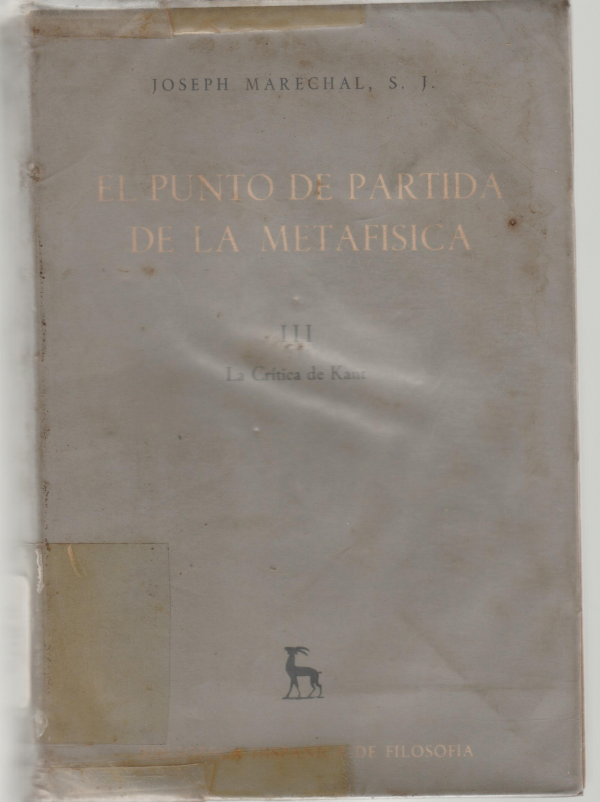 JOSEPH MARECHAL, S. J.
EL PUNTO DE PARTIDA
DE LA METAFISICA
III
La Crítica de Kant
DE FILOSOFIA